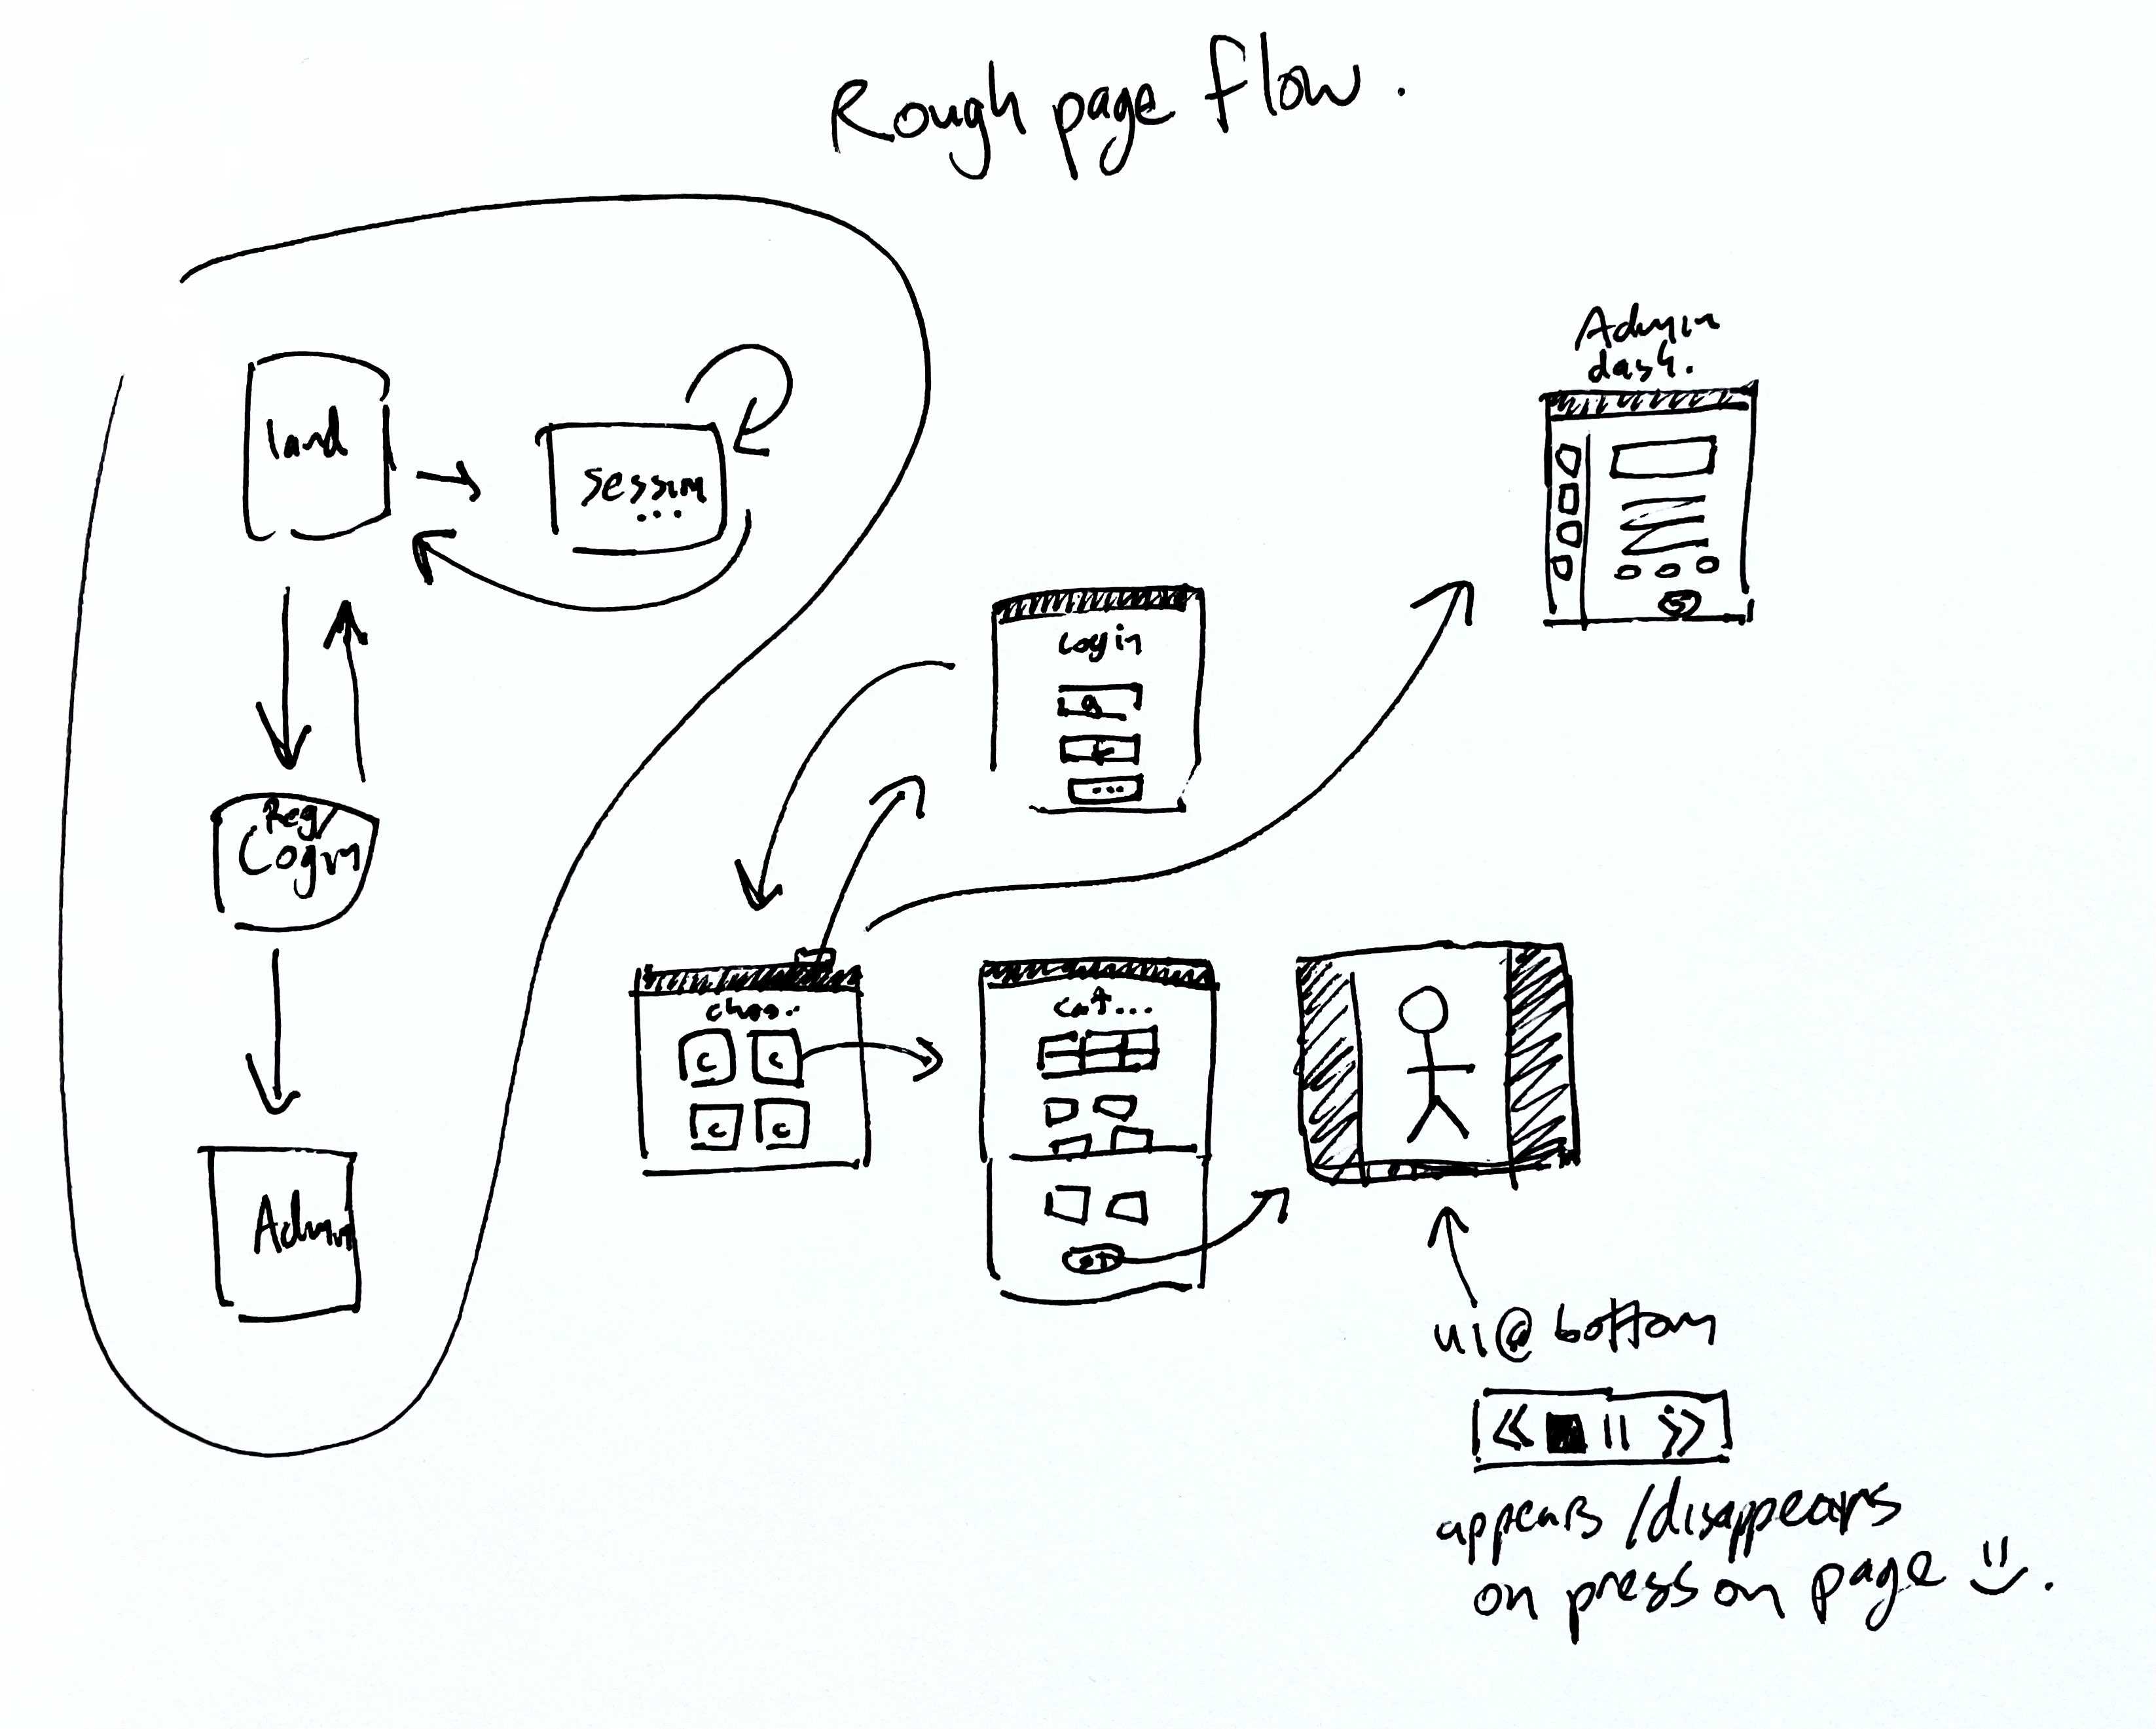 Rough page flow.
land
session
...
Reg/
Login
Admin
Login
...
choo..
c c
c c
cat...
Admin
dash.
ui@bottom
appears/disappears
on press on page